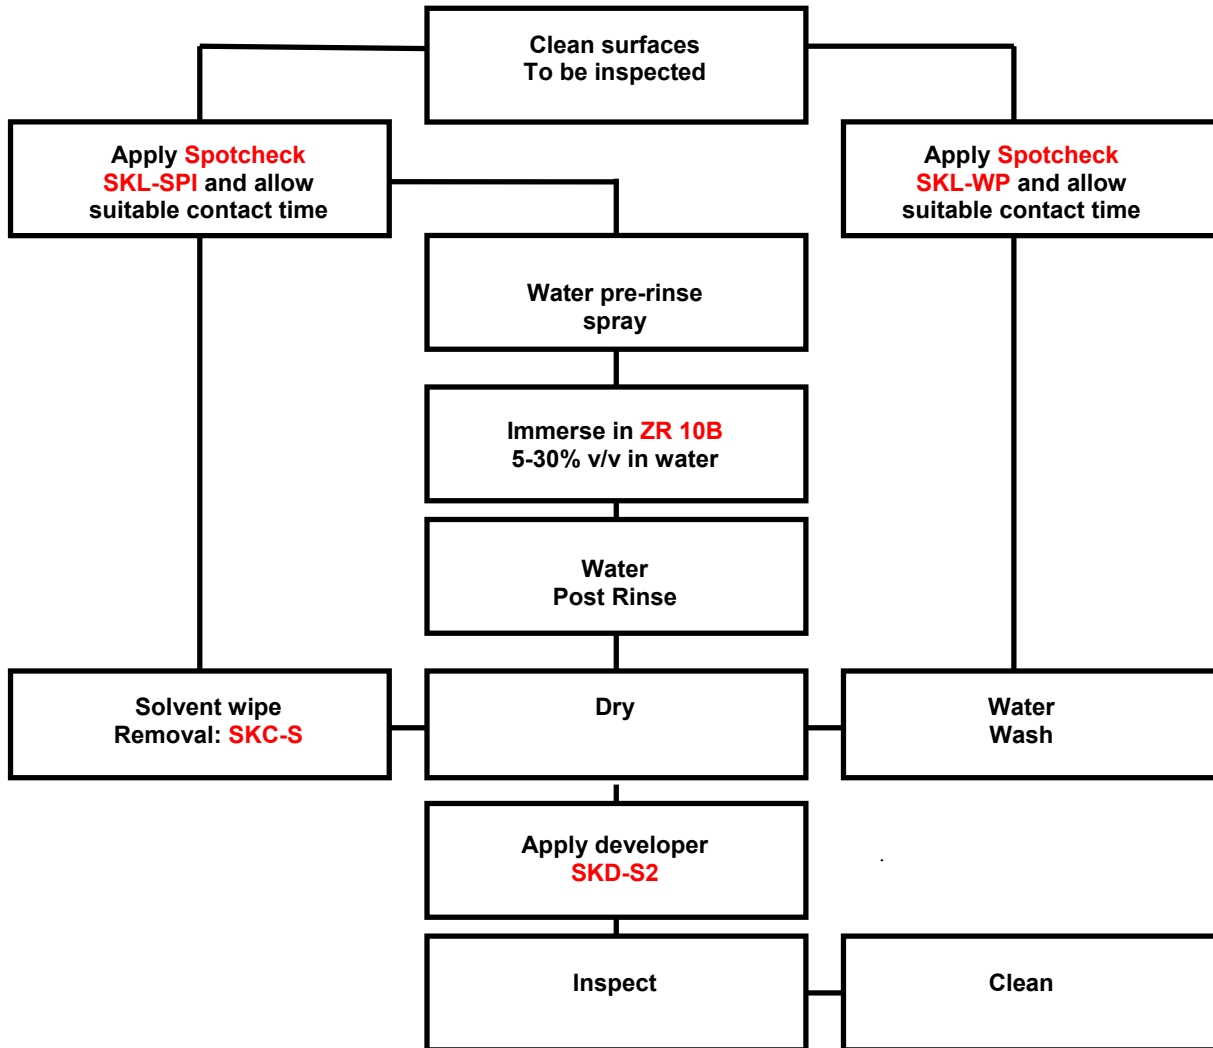 Clean surfaces
To be inspected
Apply Spotcheck
SKL-SPI and allow
suitable contact time
Apply Spotcheck
SKL-WP and allow
suitable contact time
Water pre-rinse
spray
Immerse in ZR 10B
5-30% v/v in water
Water
Post Rinse
Solvent wipe
Removal: SKC-S
Dry
Water
Wash
Apply developer
SKD-S2
Inspect
Clean